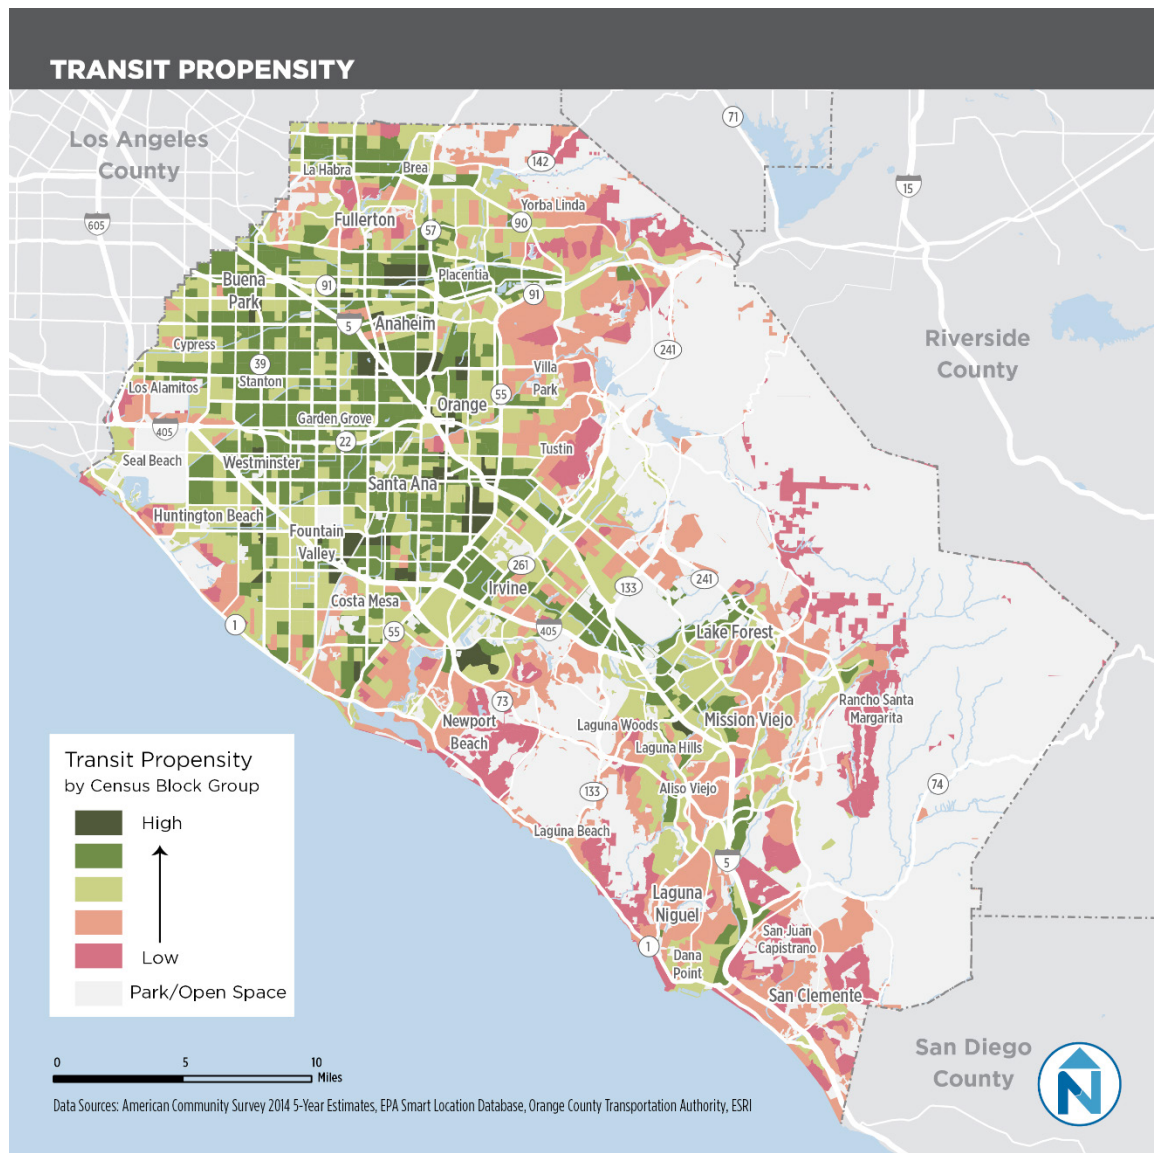 TRANSIT PROPENSITY
Los Angeles
County
71
142
La Habra
Brea
15
605
Yorba Linda
Fullerton
90
57
Placentia
Buena
Park
91
91
5
Anaheim
Cypress
241
Riverside
County
39
Stanton
Villa
Park
Los Alamitos
55
Orange
Garden Grove
405
22
Tustin
Seal Beach
Westminster
Santa Ana
Huntington Beach
Fountain
Valley
261
Irvine
133
241
Costa Mesa
1
55
405
Lake Forest
73
Newport
Beach
Laguna Woods
Mission Viejo
Rancho Santa
Margarita
Laguna Hills
Aliso Viejo
133
74
Laguna Beach
5
Laguna
Niguel
1
San Juan
Capistrano
Dana
Point
San Clemente
San Diego
County
N
Transit Propensity
by Census Block Group
High
Low
Park/Open Space
0 5 10
Miles
Data Sources: American Community Survey 2014 5-Year Estimates, EPA Smart Location Database, Orange County Transportation Authority, ESRI